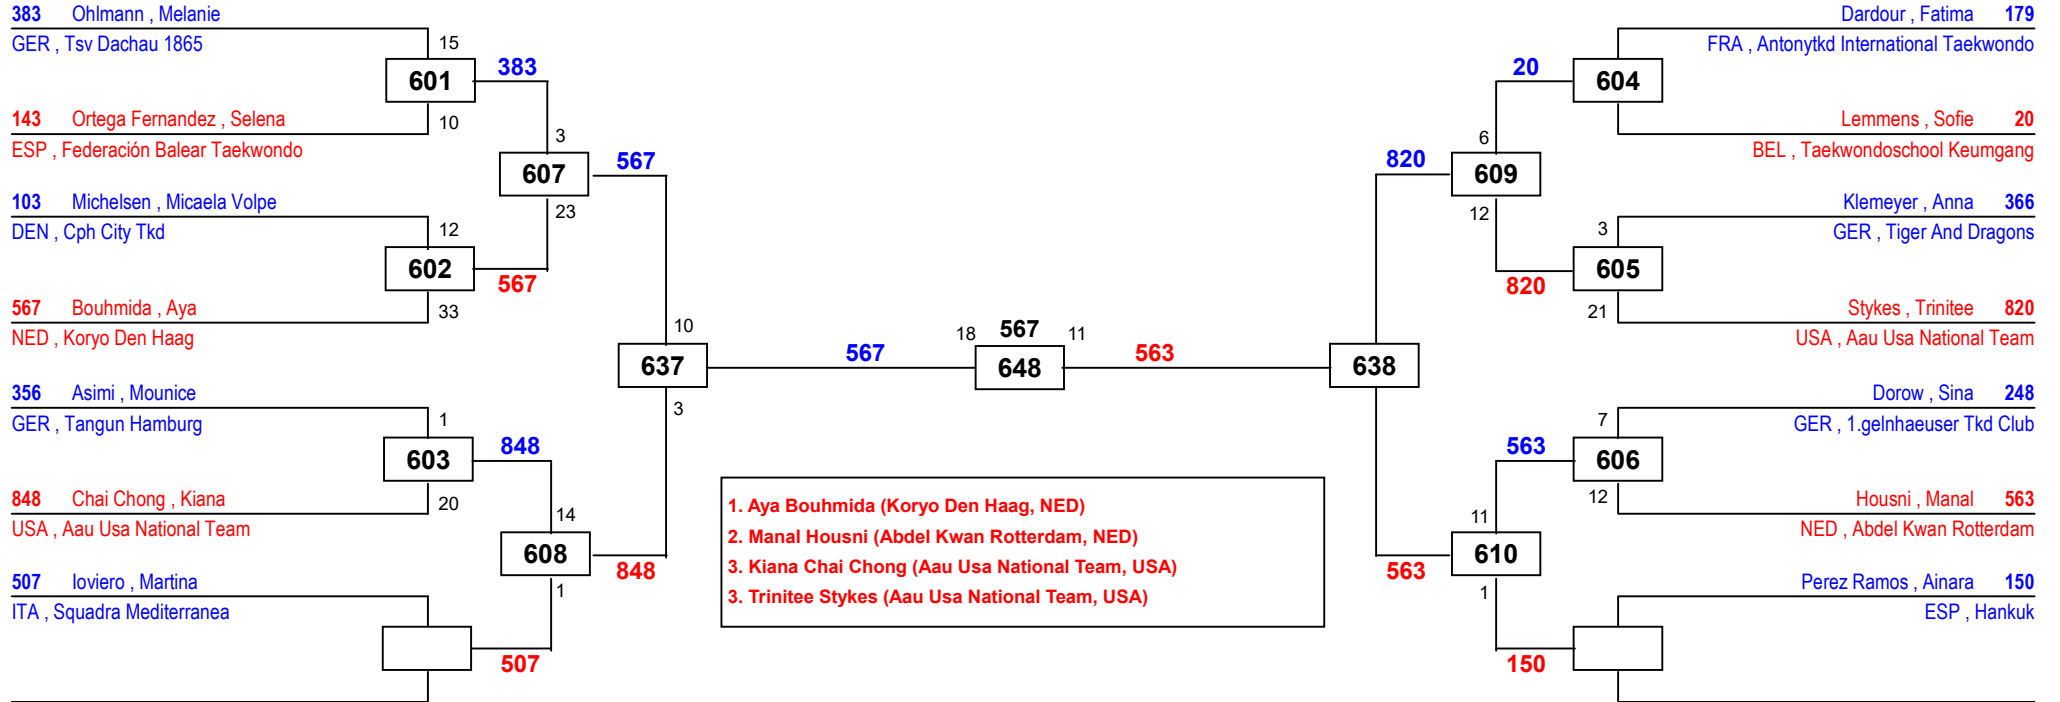 383 Ohlmann , Melanie
GER , Tsv Dachau 1865
15
601
383
10
143 Ortega Fernandez , Selena
ESP , Federación Balear Taekwondo
3
607
567
23
103 Michelsen , Micaela Volpe
DEN , Cph City Tkd
12
602
567
33
567 Bouhmida , Aya
NED , Koryo Den Haag
10
637
567
3
356 Asimi , Mounice
GER , Tangun Hamburg
1
603
848
20
848 Chai Chong , Kiana
USA , Aau Usa National Team
14
608
848
1
507 Ioviero , Martina
ITA , Squadra Mediterranea
507
18 567 11
648
563
1. Aya Bouhmida (Koryo Den Haag, NED)
2. Manal Housni (Abdel Kwan Rotterdam, NED)
3. Kiana Chai Chong (Aau Usa National Team, USA)
3. Trinitee Stykes (Aau Usa National Team, USA)
Dardour , Fatima 179
FRA , Antonytkd International Taekwondo
20
604
Lemmens , Sofie 20
BEL , Taekwondoschool Keumgang
6
820
609
12
Klemeyer , Anna 366
GER , Tiger And Dragons
3
605
820
21
Stykes , Trinitee 820
USA , Aau Usa National Team
638
Dorow , Sina 248
GER , 1.gelnhaeuser Tkd Club
7
563
606
12
Housni , Manal 563
NED , Abdel Kwan Rotterdam
11
610
563
1
Perez Ramos , Ainara 150
ESP , Hankuk
150